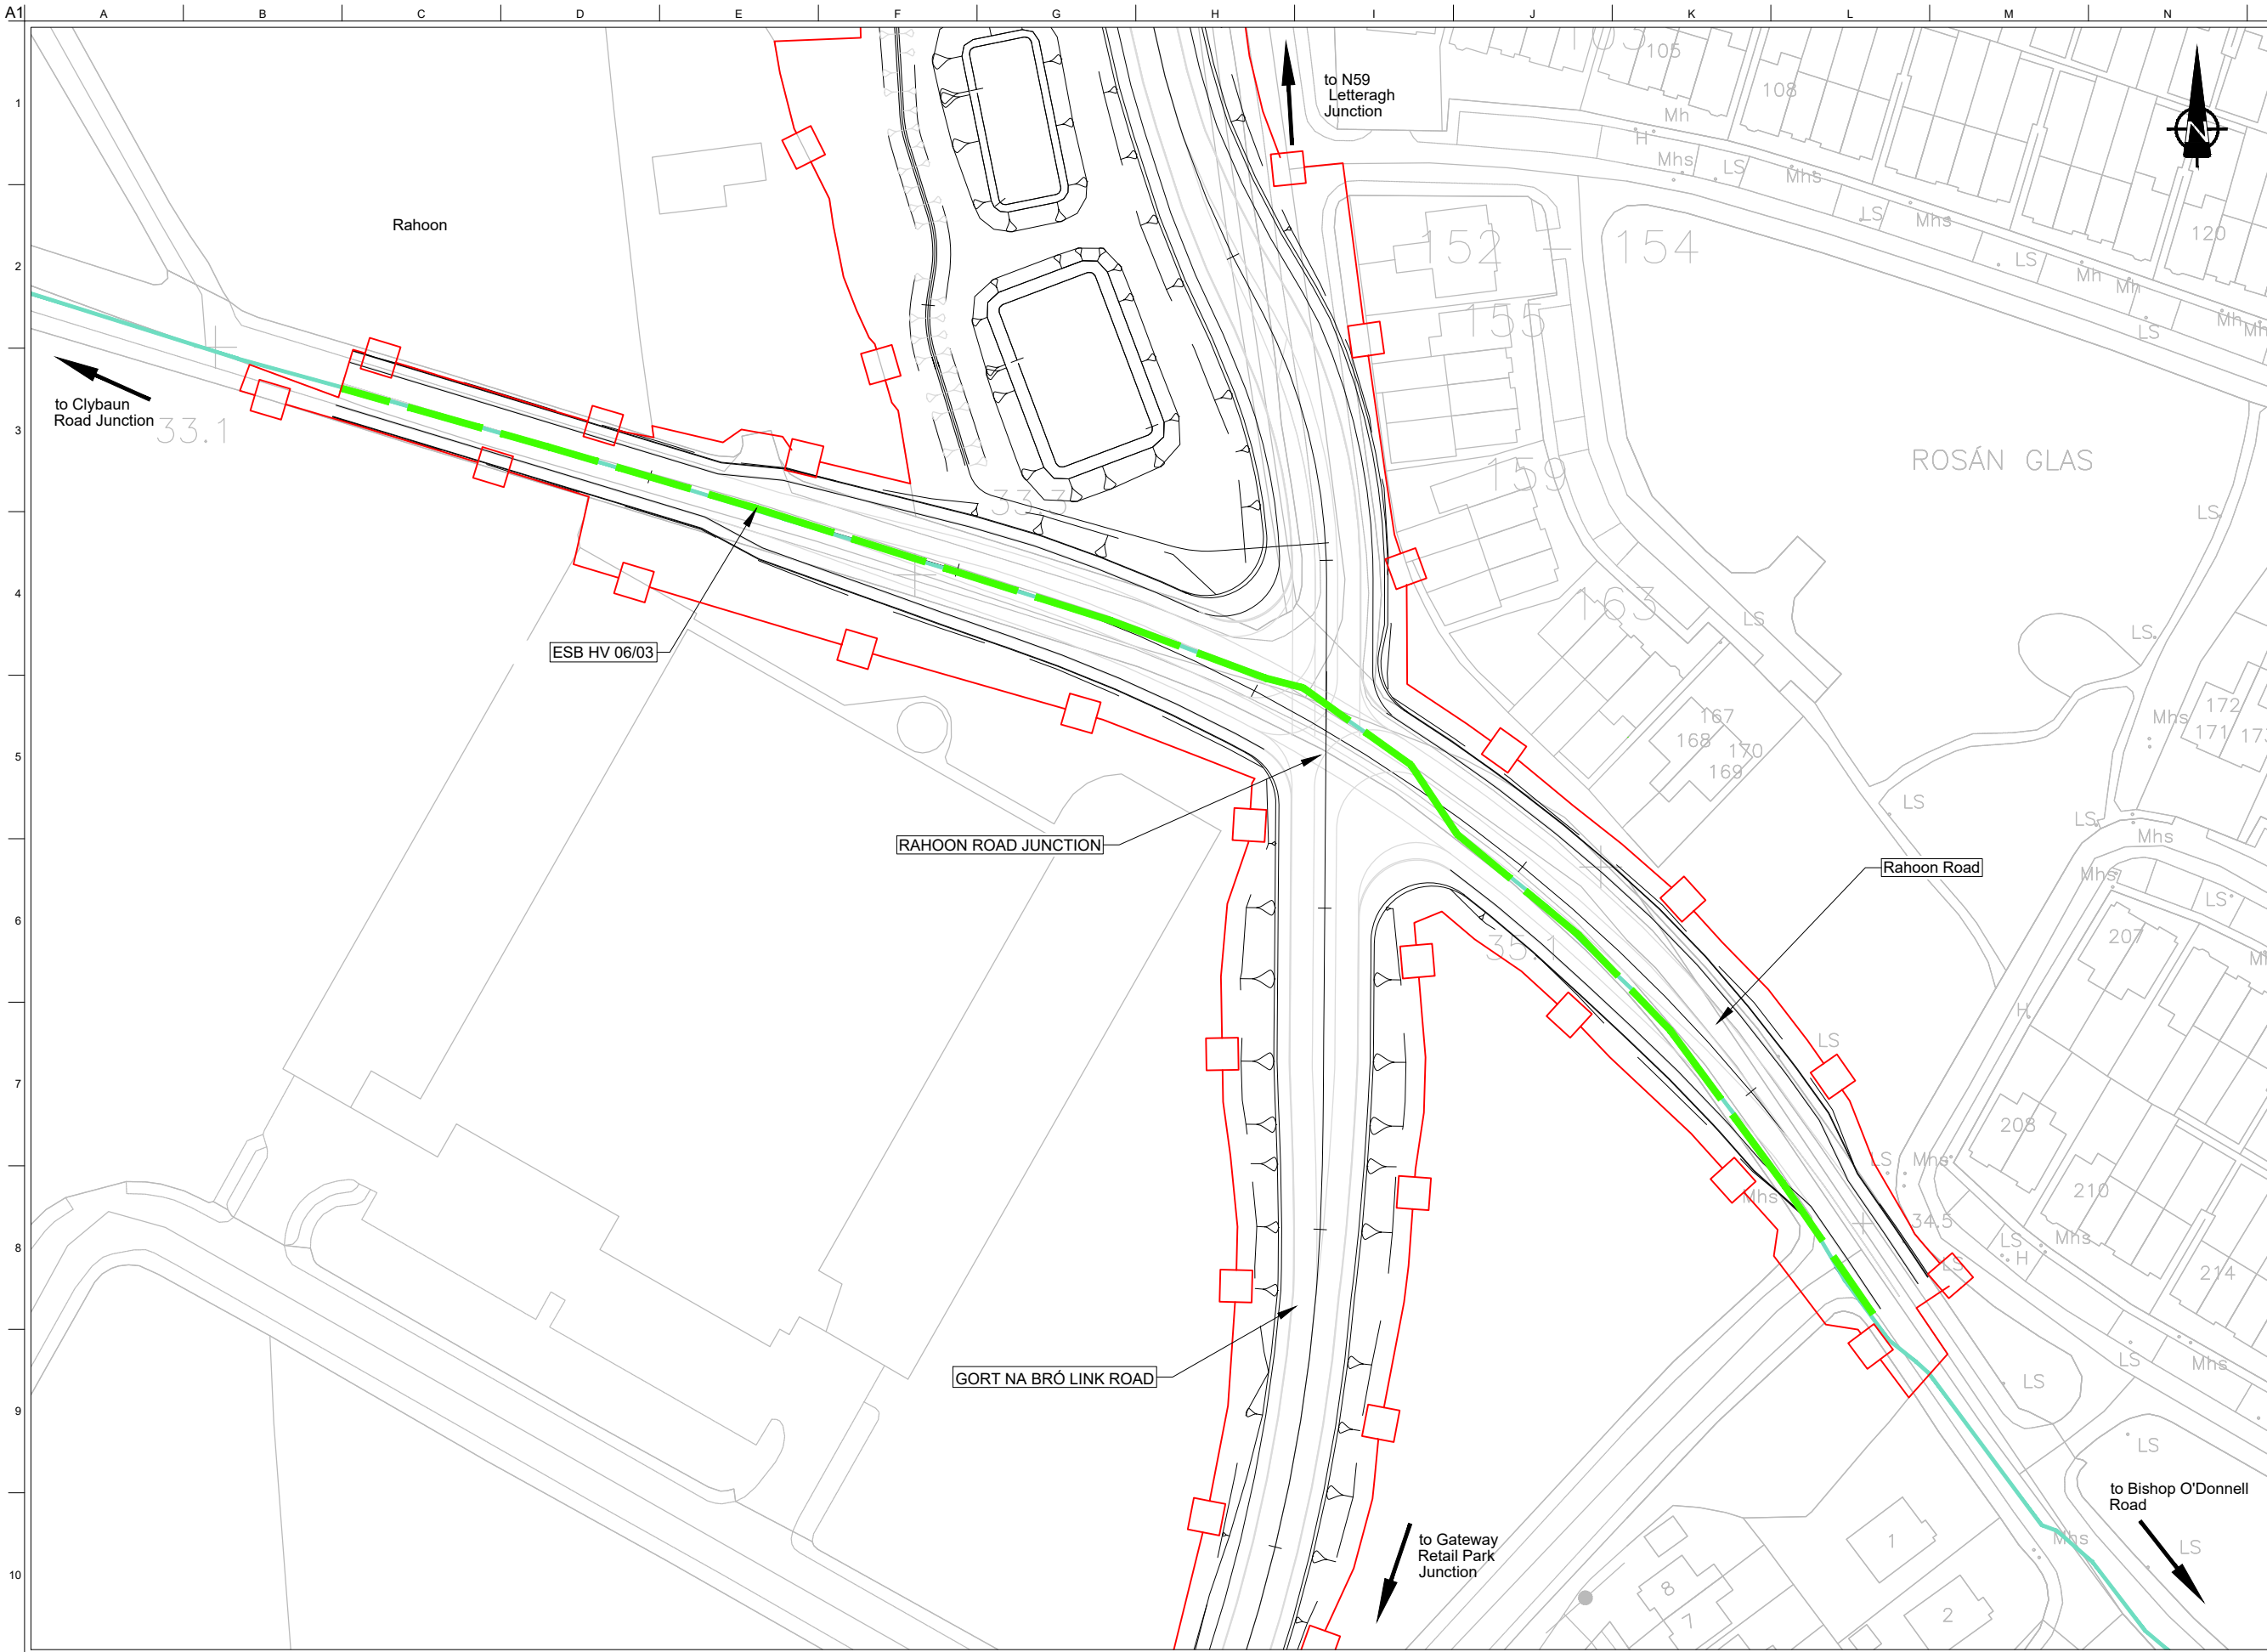 A1
A B C D E F G H I J K L M N
1
2
3
4
5
6
7
8
9
10
Rahoon
to N59
Letteragh
Junction
N
to Clybaun
Road Junction
33.1
33.3
ESB HV 06/03
RAHOON ROAD JUNCTION
GORT NA BRÓ LINK ROAD
Rahoon Road
to Gateway
Retail Park
Junction
to Bishop O'Donnell
Road
ROSÁN GLAS
105
108
Mh
H
Mhs
LS
Mhs
LS
Mhs
LS
120
Mh
Mh
LS
Mh
152
154
155
159
163
LS
LS
LS
167
168
170
169
172
171
Mhs
LS
LS
Mhs
Mhs
LS
207
35.1
H
LS
208
LS
Mhs
210
Mhs
34.5
LS
H
Mhs
LS
214
LS
Mhs
LS
LS
Mhs
LS
1
2
8
7